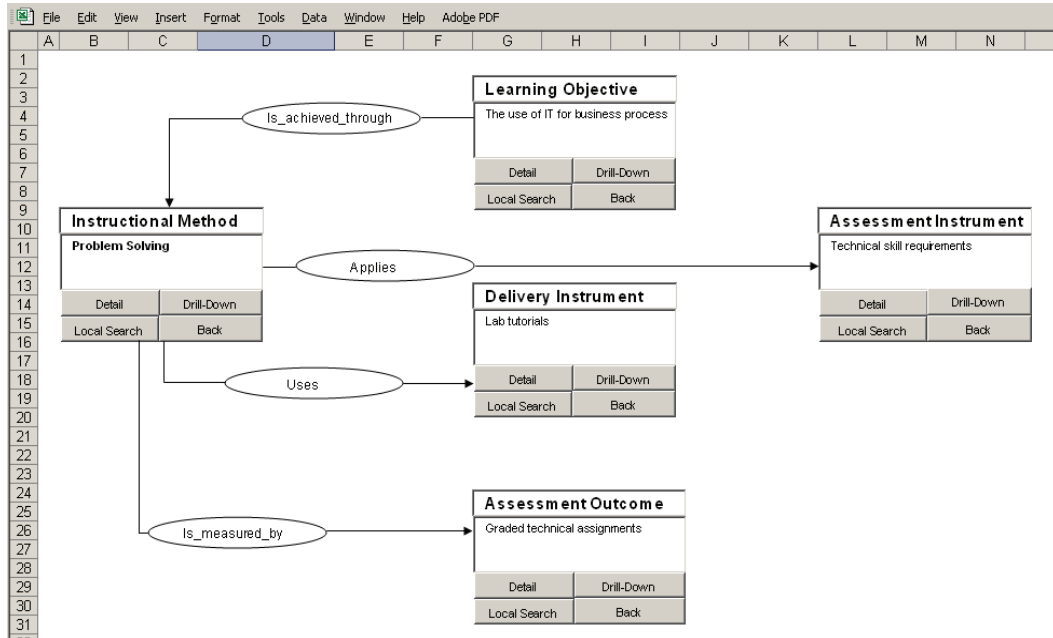 File Edit View Insert Format Tools Data Window Help Adobe PDF
A B C D E F G H I J K L M N
1
2
3
4
5
6
7
8
9
10
11
12
13
14
15
16
17
18
19
20
21
22
23
24
25
26
27
28
29
30
31
Learning Objective
The use of IT for business process
Detail Drill-Down
Local Search Back
Is_achieved_through
Instructional Method
Problem Solving
Detail Drill-Down
Local Search Back
Applies
Assessment Instrument
Technical skill requirements
Detail Drill-Down
Local Search Back
Delivery Instrument
Lab tutorials
Detail Drill-Down
Local Search Back
Uses
Assessment Outcome
Graded technical assignments
Detail Drill-Down
Local Search Back
Is_measured_by